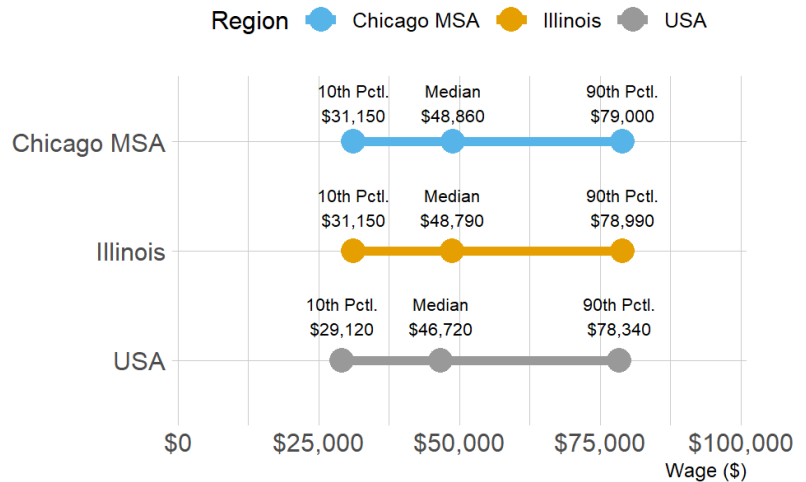 Region Chicago MSA Illinois USA
10th Pctl. Median 90th Pctl.
$31,150 $48,860 $79,000
Chicago MSA
10th Pctl. Median 90th Pctl.
$31,150 $48,790 $78,990
Illinois
10th Pctl. Median 90th Pctl.
$29,120 $46,720 $78,340
USA
$0 $25,000 $50,000 $75,000 $100,000
Wage ($)